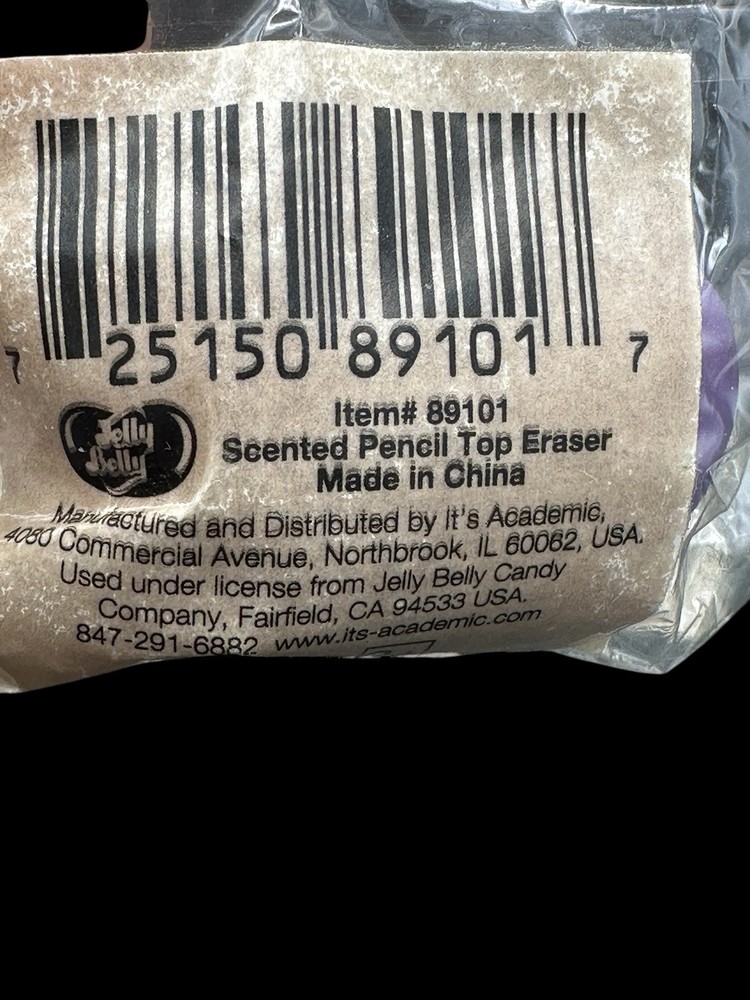 7 25150 89101 7
Jelly
Belly
Item# 89101
Scented Pencil Top Eraser
Made in China
Manufactured and Distributed by It's Academic,
4080 Commercial Avenue, Northbrook, IL 60062, USA.
Used under license from Jelly Belly Candy
Company, Fairfield, CA 94533 USA.
847-291-6882 www.its-academic.com